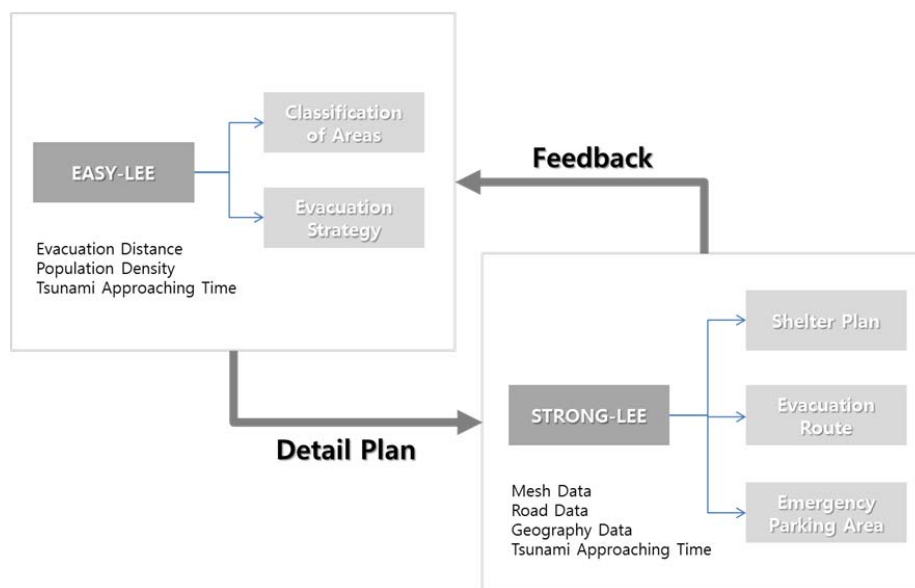 Classification
of Areas
EASY-LEE
Evacuation
Strategy
Evacuation Distance
Population Density
Tsunami Approaching Time
Feedback
Detail Plan
Shelter Plan
STRONG-LEE
Evacuation
Route
Emergency
Parking Area
Mesh Data
Road Data
Geography Data
Tsunami Approaching Time